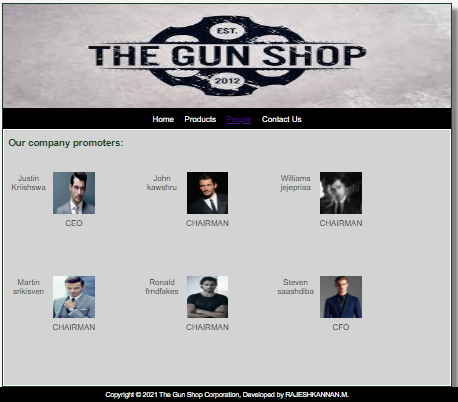 EST.
THE GUN SHOP
2012
Home Products People Contact Us
Our company promoters:
Justin
Kriishswa
CEO
John
kawshru
CHAIRMAN
Williams
jejepriaa
CHAIRMAN
Martin
srikisven
CHAIRMAN
Ronald
frndfakes
CHAIRMAN
Steven
saashdiba
CFO
Copyright © 2021 The Gun Shop Corporation, Developed by RAJESHKANNAN.M.